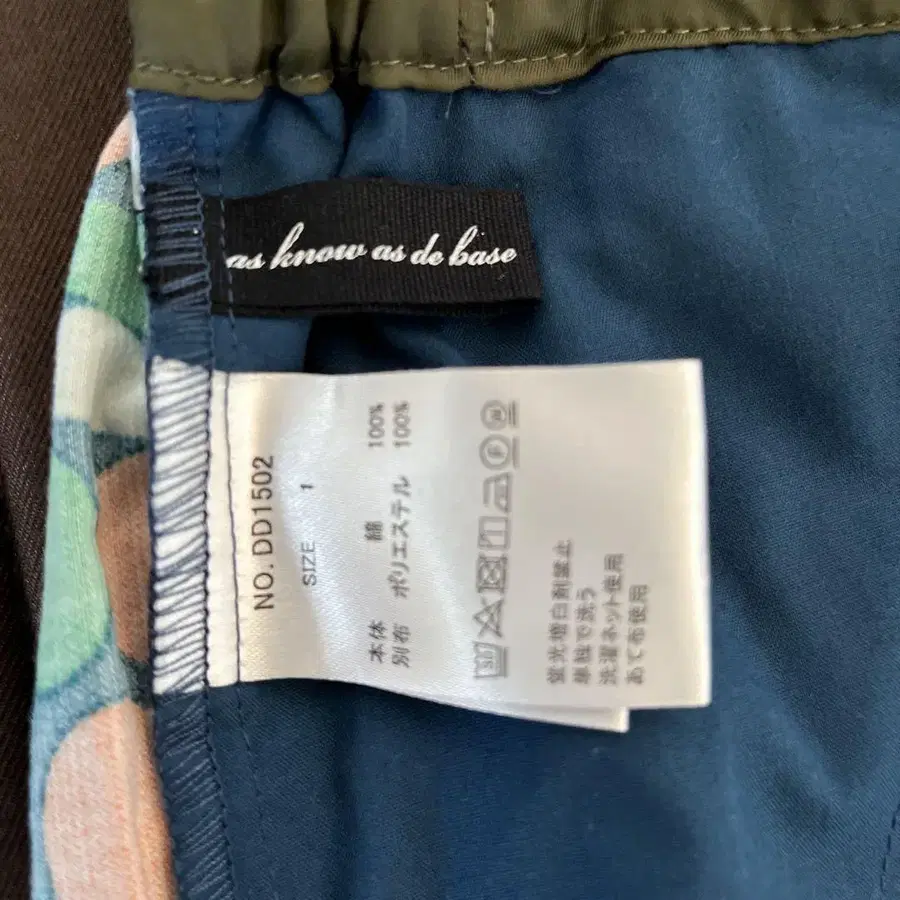 as know as de base
NO. DD1502
SIZE 1
本体 綿 100%
別布 ポリエステル 100%
蛍光増白剤禁止
単独で洗う
洗濯ネット使用
あて布使用